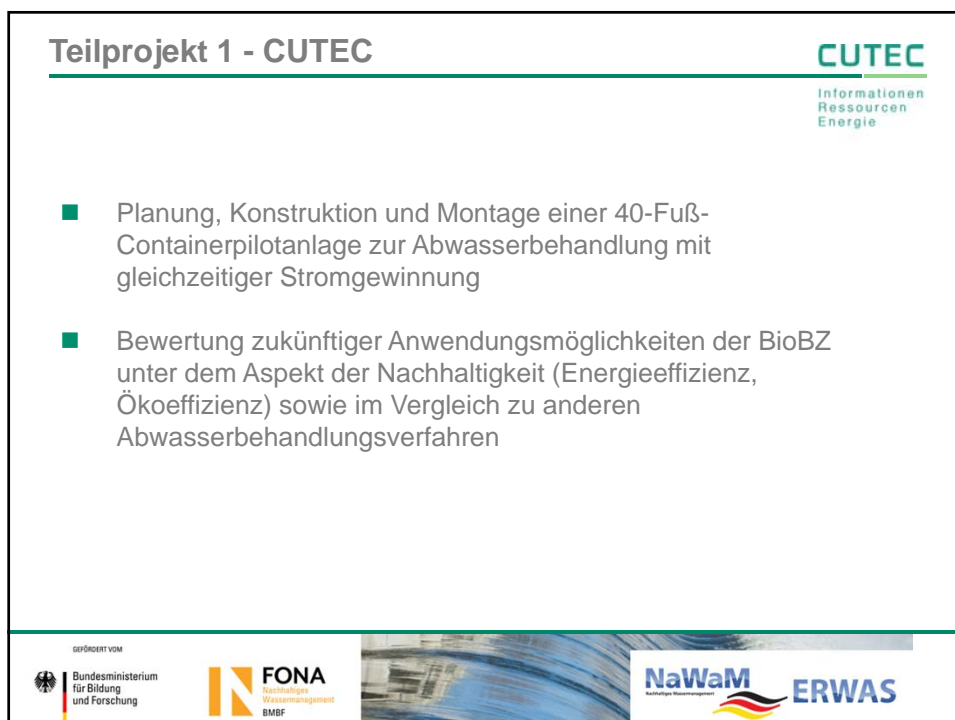 Teilprojekt 1 - CUTEC
CUTEC
Informationen
Ressourcen
Energie
Planung, Konstruktion und Montage einer 40-Fuß-
Containerpilotanlage zur Abwasserbehandlung mit
gleichzeitiger Stromgewinnung
Bewertung zukünftiger Anwendungsmöglichkeiten der BioBZ
unter dem Aspekt der Nachhaltigkeit (Energieeffizienz,
Ökoeffizienz) sowie im Vergleich zu anderen
Abwasserbehandlungsverfahren
GEFÖRDERT VOM
Bundesministerium
für Bildung
und Forschung
FONA
Nachhaltiges
Wassermanagement
BMBF
NaWaM
Nachhaltiges Wassermanagement
ERWAS